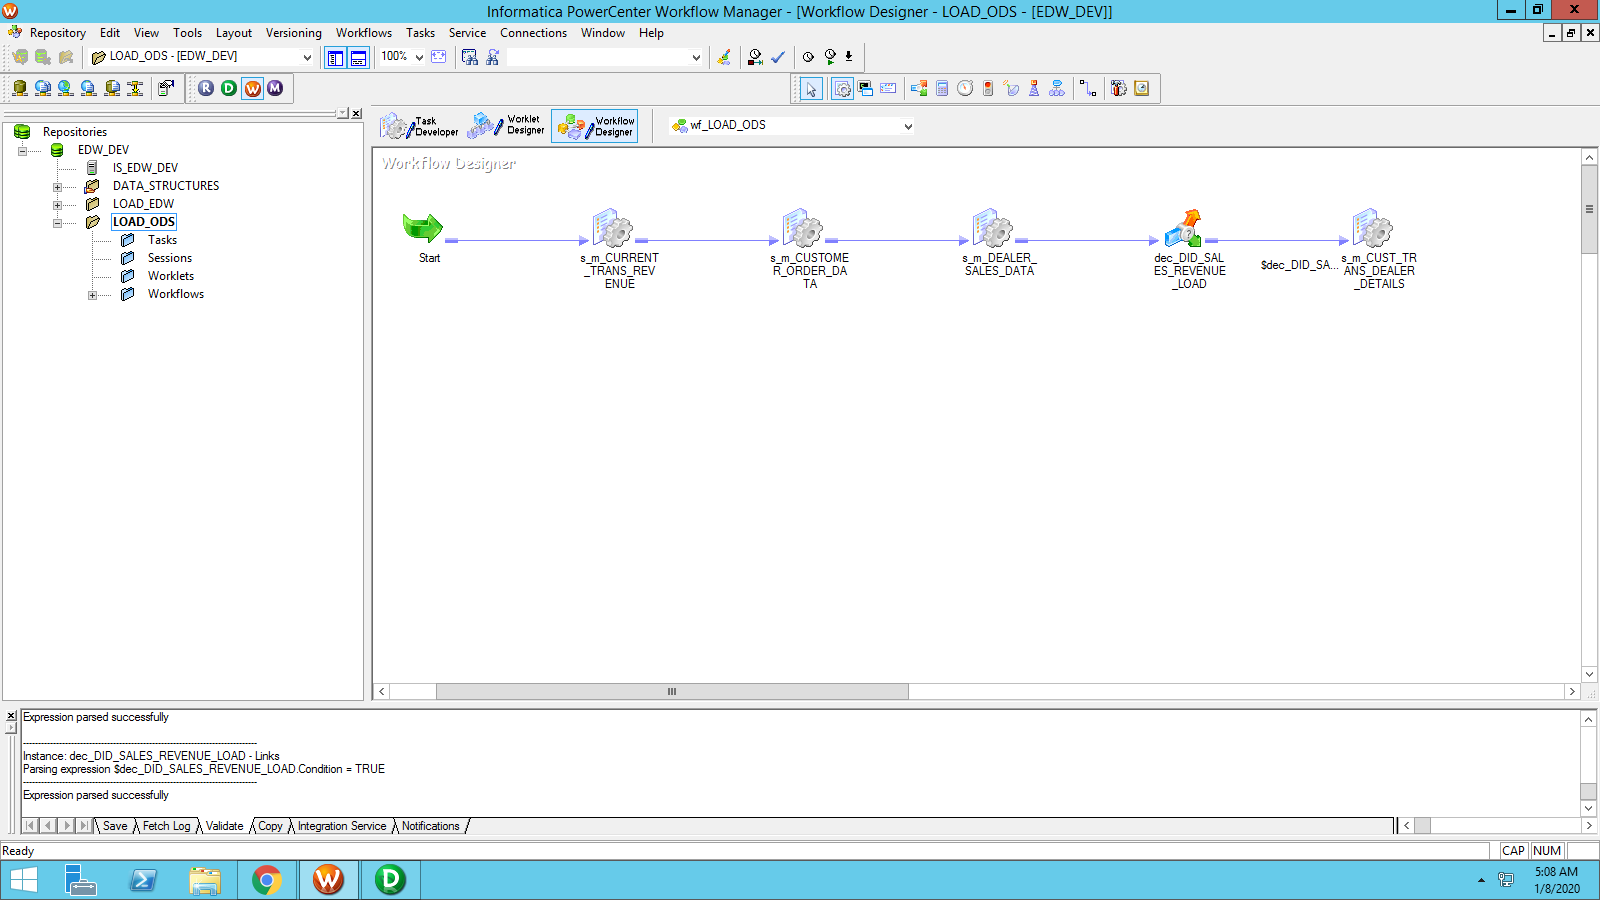 Informatica PowerCenter Workflow Manager - [Workflow Designer - LOAD_ODS - [EDW_DEV]]
Repository Edit View Tools Layout Versioning Workflows Tasks Service Connections Window Help
LOAD_ODS - [EDW_DEV]
100%
R D W M
Task Developer
Worklet Designer
Workflow Designer
wf_LOAD_ODS
Repositories
EDW_DEV
IS_EDW_DEV
DATA_STRUCTURES
LOAD_EDW
LOAD_ODS
Tasks
Sessions
Worklets
Workflows
Workflow Designer
Start
s_m_CURRENT
_TRANS_REV
ENUE
s_m_CUSTOME
R_ORDER_DA
TA
s_m_DEALER_
SALES_DATA
dec_DID_SAL
ES_REVENUE
_LOAD
$dec_DID_SA...
s_m_CUST_TR
ANS_DEALER
_DETAILS
Expression parsed successfully
Instance: dec_DID_SALES_REVENUE_LOAD - Links
Parsing expression $dec_DID_SALES_REVENUE_LOAD.Condition = TRUE
Expression parsed successfully
Save Fetch Log Validate Copy Integration Service Notifications
Ready
CAP NUM
W D
5:08 AM
1/8/2020